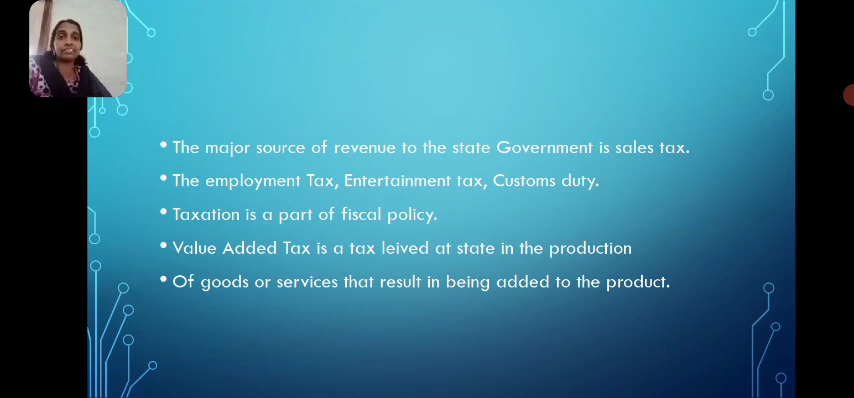 • The major source of revenue to the state Government is sales tax.
• The employment Tax, Entertainment tax, Customs duty.
• Taxation is a part of fiscal policy.
• Value Added Tax is a tax leived at state in the production
• Of goods or services that result in being added to the product.